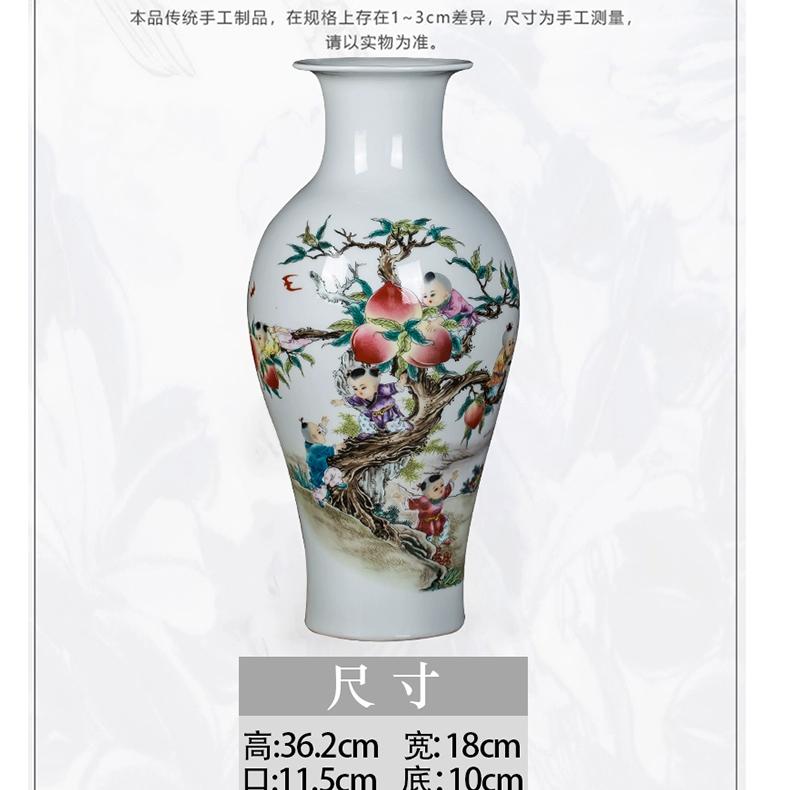 本品传统手工制品，在规格上存在1~3cm差异，尺寸为手工测量，
请以实物为准。
尺寸
高:36.2cm 宽:18cm
口:11.5cm 底:10cm